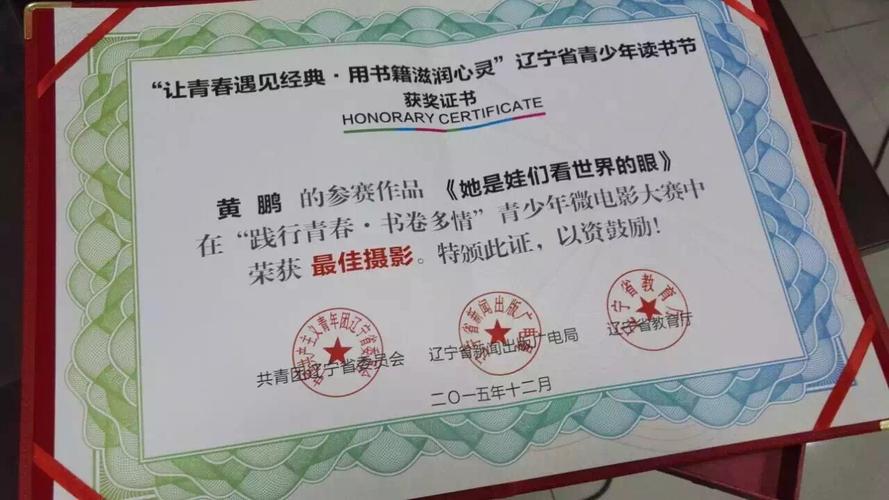 “让青春遇见经典·用书籍滋润心灵”辽宁省青少年读书节
获奖证书
HONORARY CERTIFICATE
黄 鹏 的参赛作品 《她是娃们看世界的眼》
在“践行青春·书卷多情”青少年微电影大赛中
荣获 最佳摄影。特颁此证，以资鼓励！
共青团辽宁省委员会 辽宁省新闻出版广电局 辽宁省教育厅
二〇一五年十二月